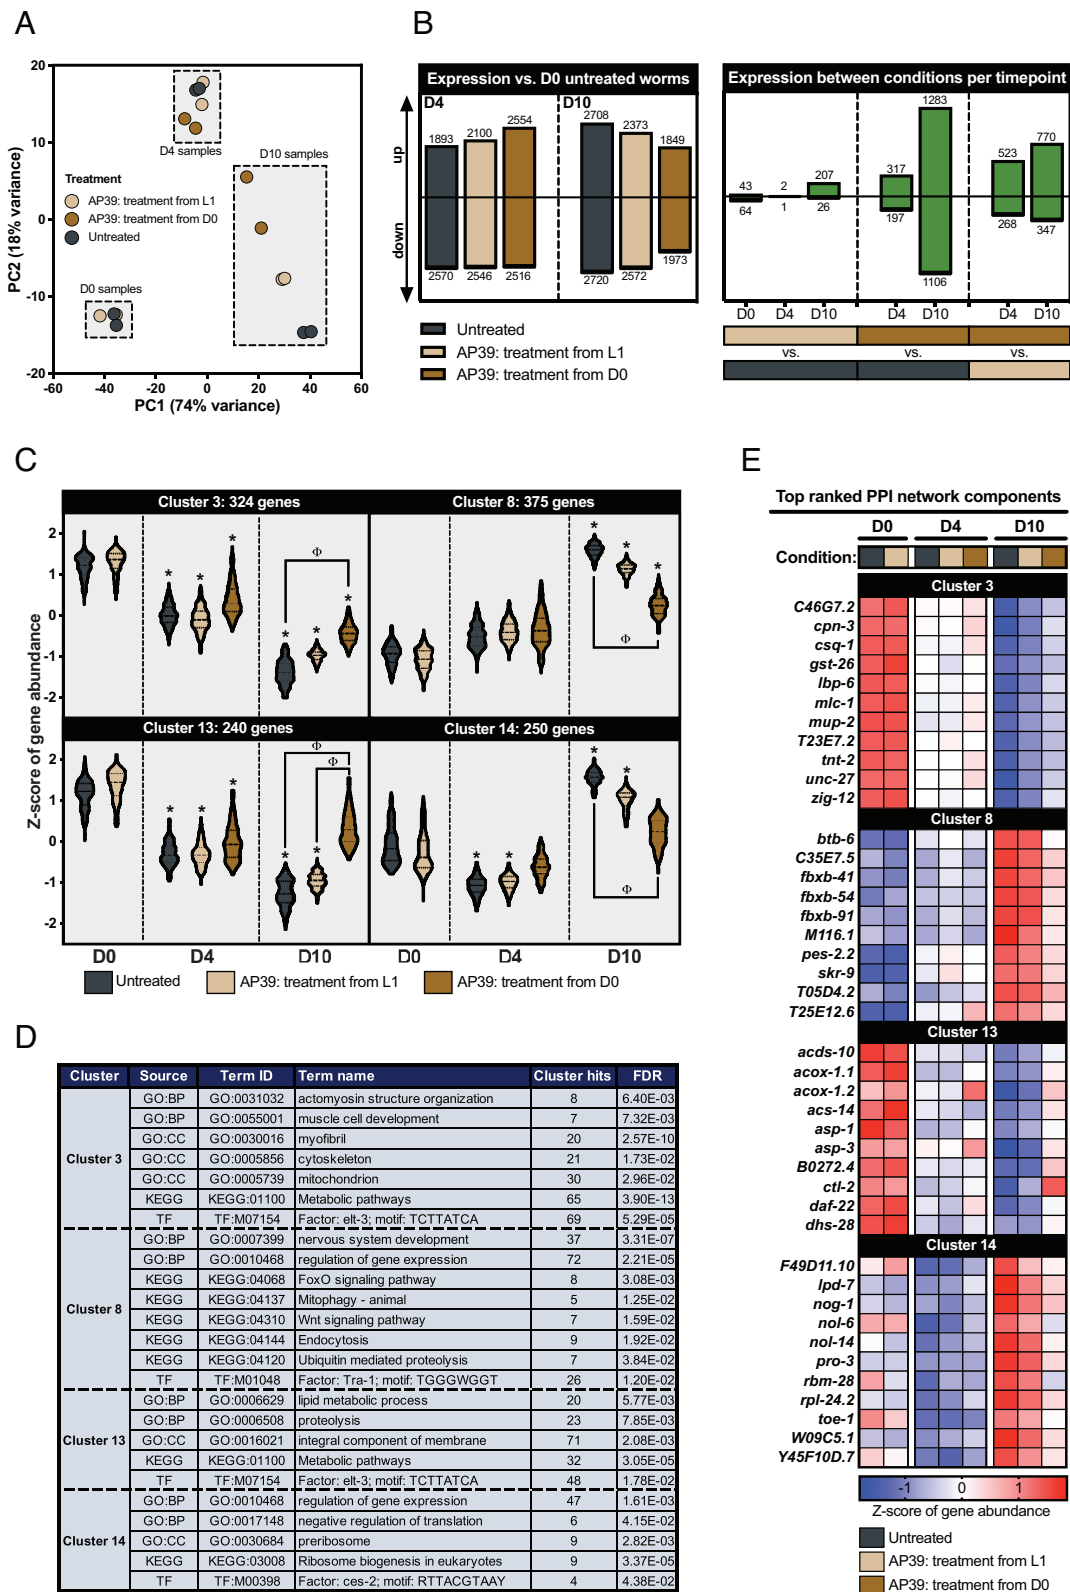 A
20
10
0
-10
-20
-60
-40
-20
0
20
40
60
PC2 (18% variance)
PC1 (74% variance)
D4 samples
D10 samples
D0 samples
Treatment
AP39: treatment from L1
AP39: treatment from D0
Untreated
B
Expression vs. D0 untreated worms
D4
D10
up
down
1893
2100
2554
2708
2373
1849
2570
2546
2516
2720
2572
1973
Untreated
AP39: treatment from L1
AP39: treatment from D0
Expression between conditions per timepoint
43
2
207
317
1283
523
770
64
1
26
197
1106
268
347
D0
D4
D10
D4
D10
D4
D10
vs.
vs.
vs.
C
Z-score of gene abundance
Cluster 3: 324 genes
Cluster 8: 375 genes
2
1
0
-1
-2
* * *
* * *
Φ
* * *
Φ
Cluster 13: 240 genes
Cluster 14: 250 genes
2
1
0
-1
-2
* * *
* *
Φ
Φ
* *
* *
Φ
D0
D4
D10
D0
D4
D10
Untreated
AP39: treatment from L1
AP39: treatment from D0
D
Cluster Source Term ID Term name Cluster hits FDR
Cluster 3
GO:BP GO:0031032 actomyosin structure organization 8 6.40E-03
GO:BP GO:0055001 muscle cell development 7 7.32E-03
GO:CC GO:0030016 myofibril 20 2.57E-10
GO:CC GO:0005856 cytoskeleton 21 1.73E-02
GO:CC GO:0005739 mitochondrion 30 2.96E-02
KEGG KEGG:01100 Metabolic pathways 65 3.90E-13
TF TF:M07154 Factor: elt-3; motif: TCTTATCA 69 5.29E-05
Cluster 8
GO:BP GO:0007399 nervous system development 37 3.31E-07
GO:BP GO:0010468 regulation of gene expression 72 2.21E-05
KEGG KEGG:04068 FoxO signaling pathway 8 3.08E-03
KEGG KEGG:04137 Mitophagy - animal 5 1.25E-02
KEGG KEGG:04310 Wnt signaling pathway 7 1.59E-02
KEGG KEGG:04144 Endocytosis 9 1.92E-02
KEGG KEGG:04120 Ubiquitin mediated proteolysis 7 3.84E-02
TF TF:M01048 Factor: Tra-1; motif: TGGGWGGT 26 1.20E-02
Cluster 13
GO:BP GO:0006629 lipid metabolic process 20 5.77E-03
GO:BP GO:0006508 proteolysis 23 7.85E-03
GO:CC GO:0016021 integral component of membrane 71 2.08E-03
KEGG KEGG:01100 Metabolic pathways 32 3.05E-05
TF TF:M07154 Factor: elt-3; motif: TCTTATCA 48 1.78E-02
Cluster 14
GO:BP GO:0010468 regulation of gene expression 47 1.61E-03
GO:BP GO:0017148 negative regulation of translation 6 4.15E-02
GO:CC GO:0030684 preribosome 9 2.82E-03
KEGG KEGG:03008 Ribosome biogenesis in eukaryotes 9 3.37E-05
TF TF:M00398 Factor: ces-2; motif: RTTACGTAAY 4 4.38E-02
E
Top ranked PPI network components
D0 D4 D10
Condition:
Cluster 3
C46G7.2
cpn-3
csq-1
gst-26
lbp-6
mlc-1
mup-2
T23E7.2
tnt-2
unc-27
zig-12
Cluster 8
btb-6
C35E7.5
fbxb-41
fbxb-54
fbxb-91
M116.1
pes-2.2
skr-9
T05D4.2
T25E12.6
Cluster 13
acds-10
acox-1.1
acox-1.2
acs-14
asp-1
asp-3
B0272.4
ctl-2
daf-22
dhs-28
Cluster 14
F49D11.10
lpd-7
nog-1
nol-6
nol-14
pro-3
rbm-28
rpl-24.2
toe-1
W09C5.1
Y45F10D.7
-1 0 1
Z-score of gene abundance
Untreated
AP39: treatment from L1
AP39: treatment from D0